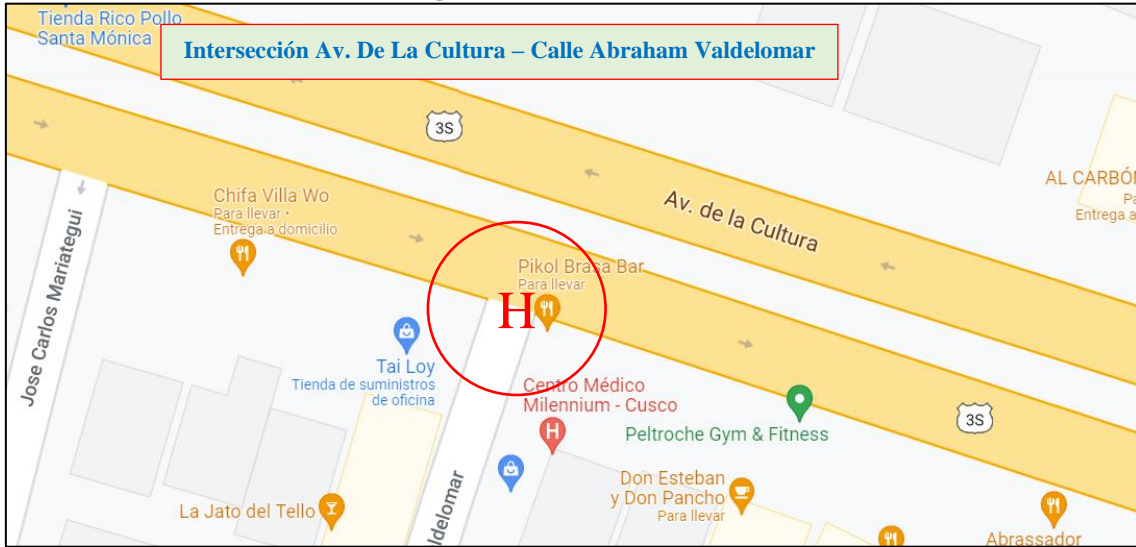 Tienda Rico Pollo
Santa Mónica
Intersección Av. De La Cultura – Calle Abraham Valdelomar
3S
Av. de la Cultura
AL CARBÓN
Pa
Entrega a
Chifa Villa Wo
Para llevar •
Entrega a domicilio
Jose Carlos Mariategui
Pikol Brasa Bar
Para llevar
H
Tai Loy
Tienda de suministros
de oficina
Centro Médico
Milennium - Cusco
H
Peltroche Gym & Fitness
3S
Don Esteban
y Don Pancho
Para llevar
La Jato del Tello
ldelomar
Abrassador